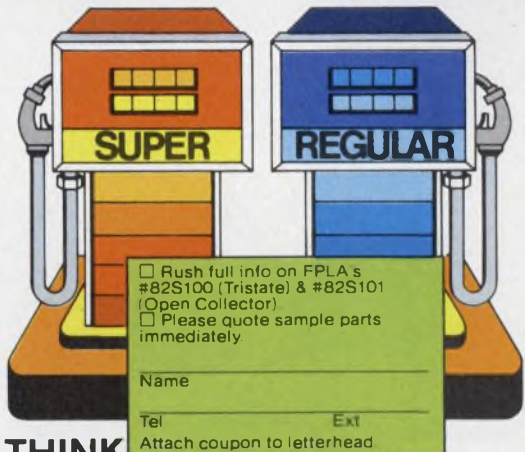 SUPER
REGULAR
☐ Rush full info on FPLA's
#82S100 (Tristate) & #82S101
(Open Collector)
☐ Please quote sample parts
immediately.
Name
Tel Ext
Attach coupon to letterhead
THINK